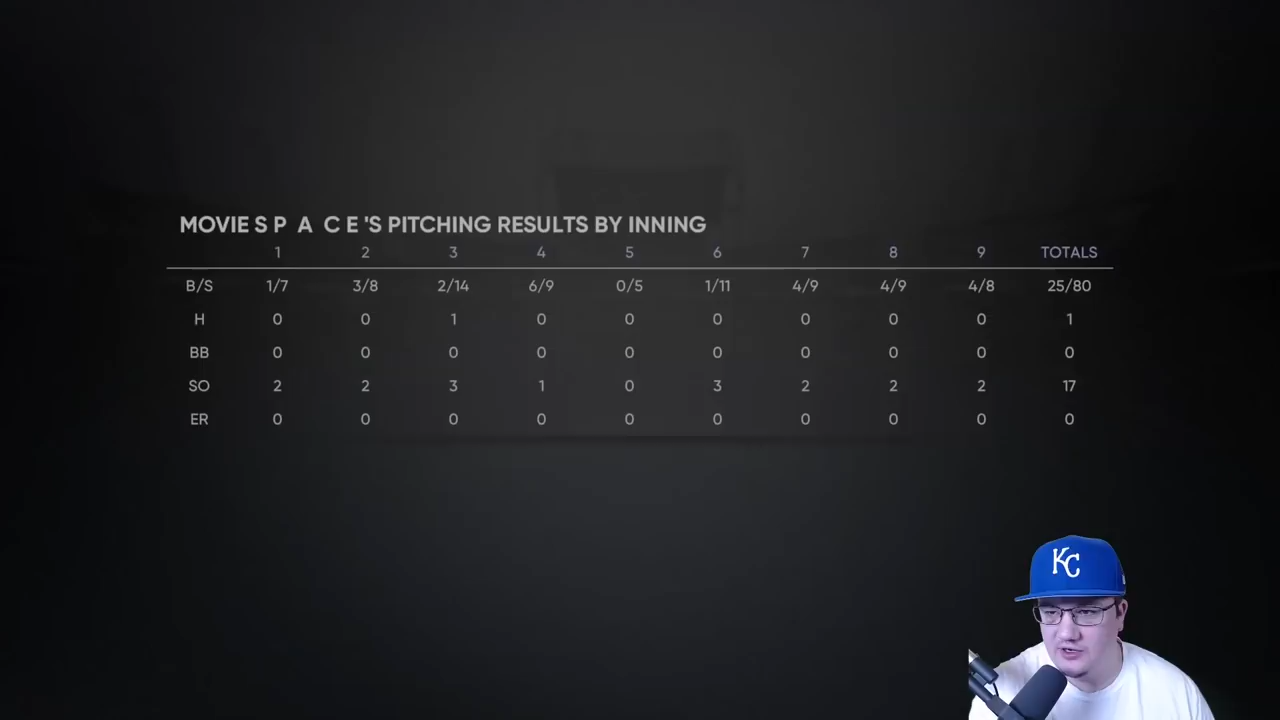 MOVIE S P A C E 'S PITCHING RESULTS BY INNING
1 2 3 4 5 6 7 8 9 TOTALS
B/S 1/7 3/8 2/14 6/9 0/5 1/11 4/9 4/9 4/8 25/80
H 0 0 1 0 0 0 0 0 0 1
BB 0 0 0 0 0 0 0 0 0 0
SO 2 2 3 1 0 3 2 2 2 17
ER 0 0 0 0 0 0 0 0 0 0
KC